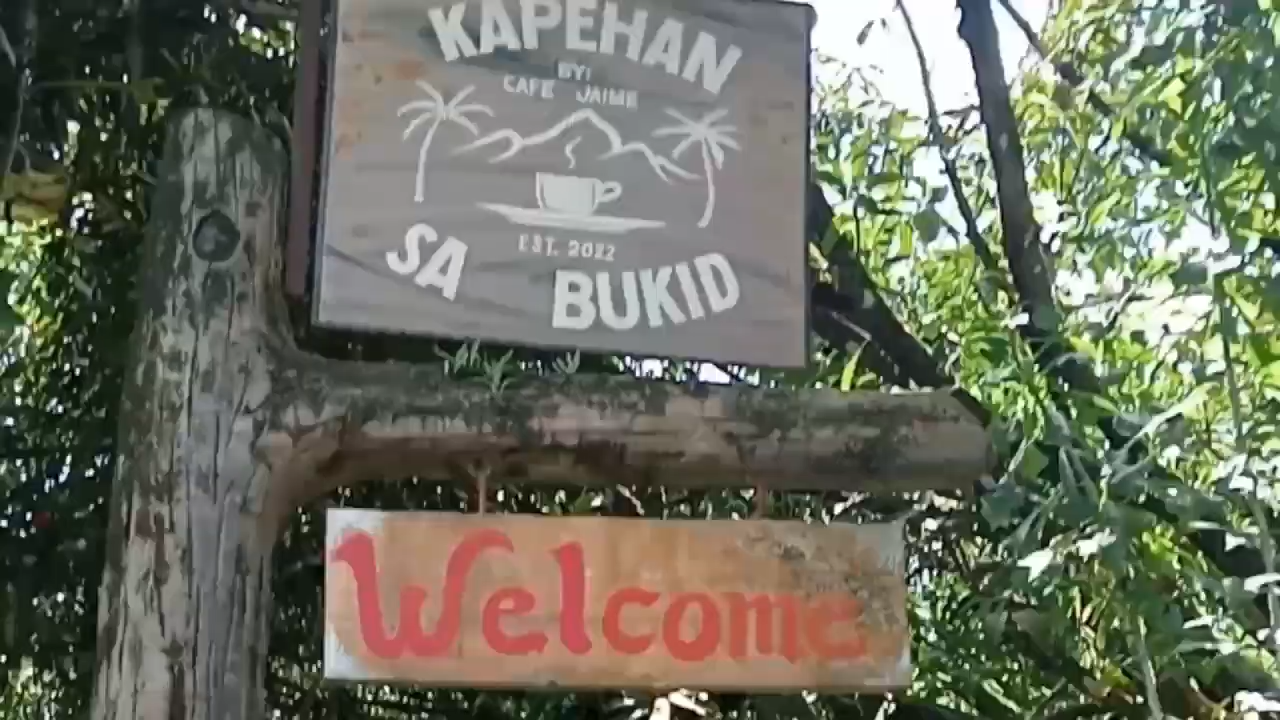 KAPEHAN
BY:
CAFE JAIME
EST. 2022
SA BUKID
Welcome